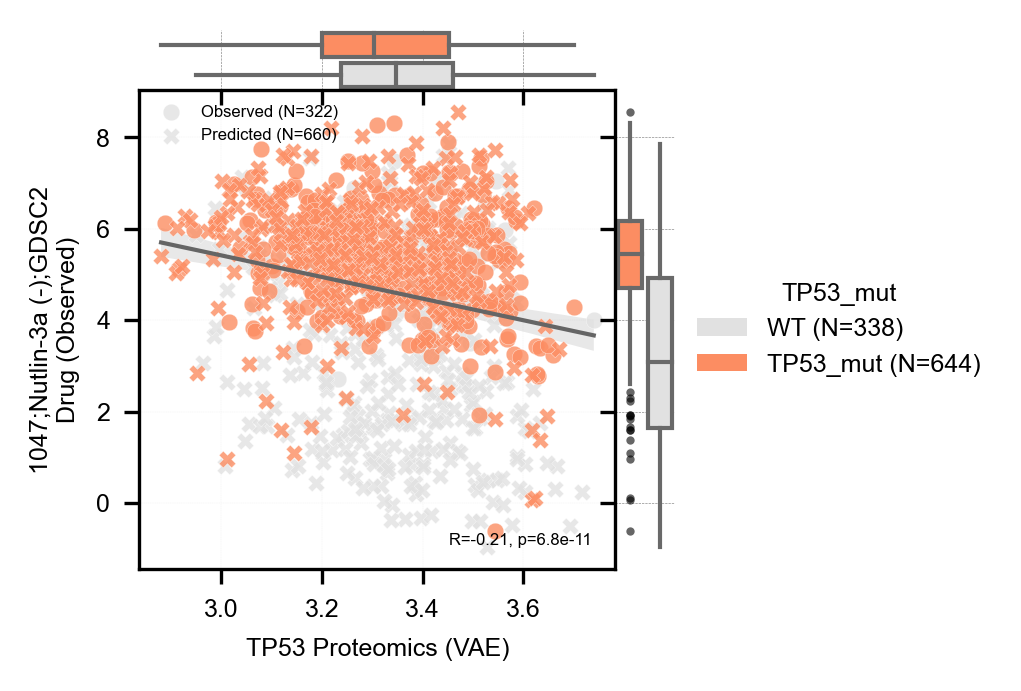 Observed (N=322)
Predicted (N=660)
8
6
4
2
0
1047;Nutlin-3a (-);GDSC2
Drug (Observed)
R=-0.21, p=6.8e-11
3.0
3.2
3.4
3.6
TP53 Proteomics (VAE)
TP53_mut
WT (N=338)
TP53_mut (N=644)